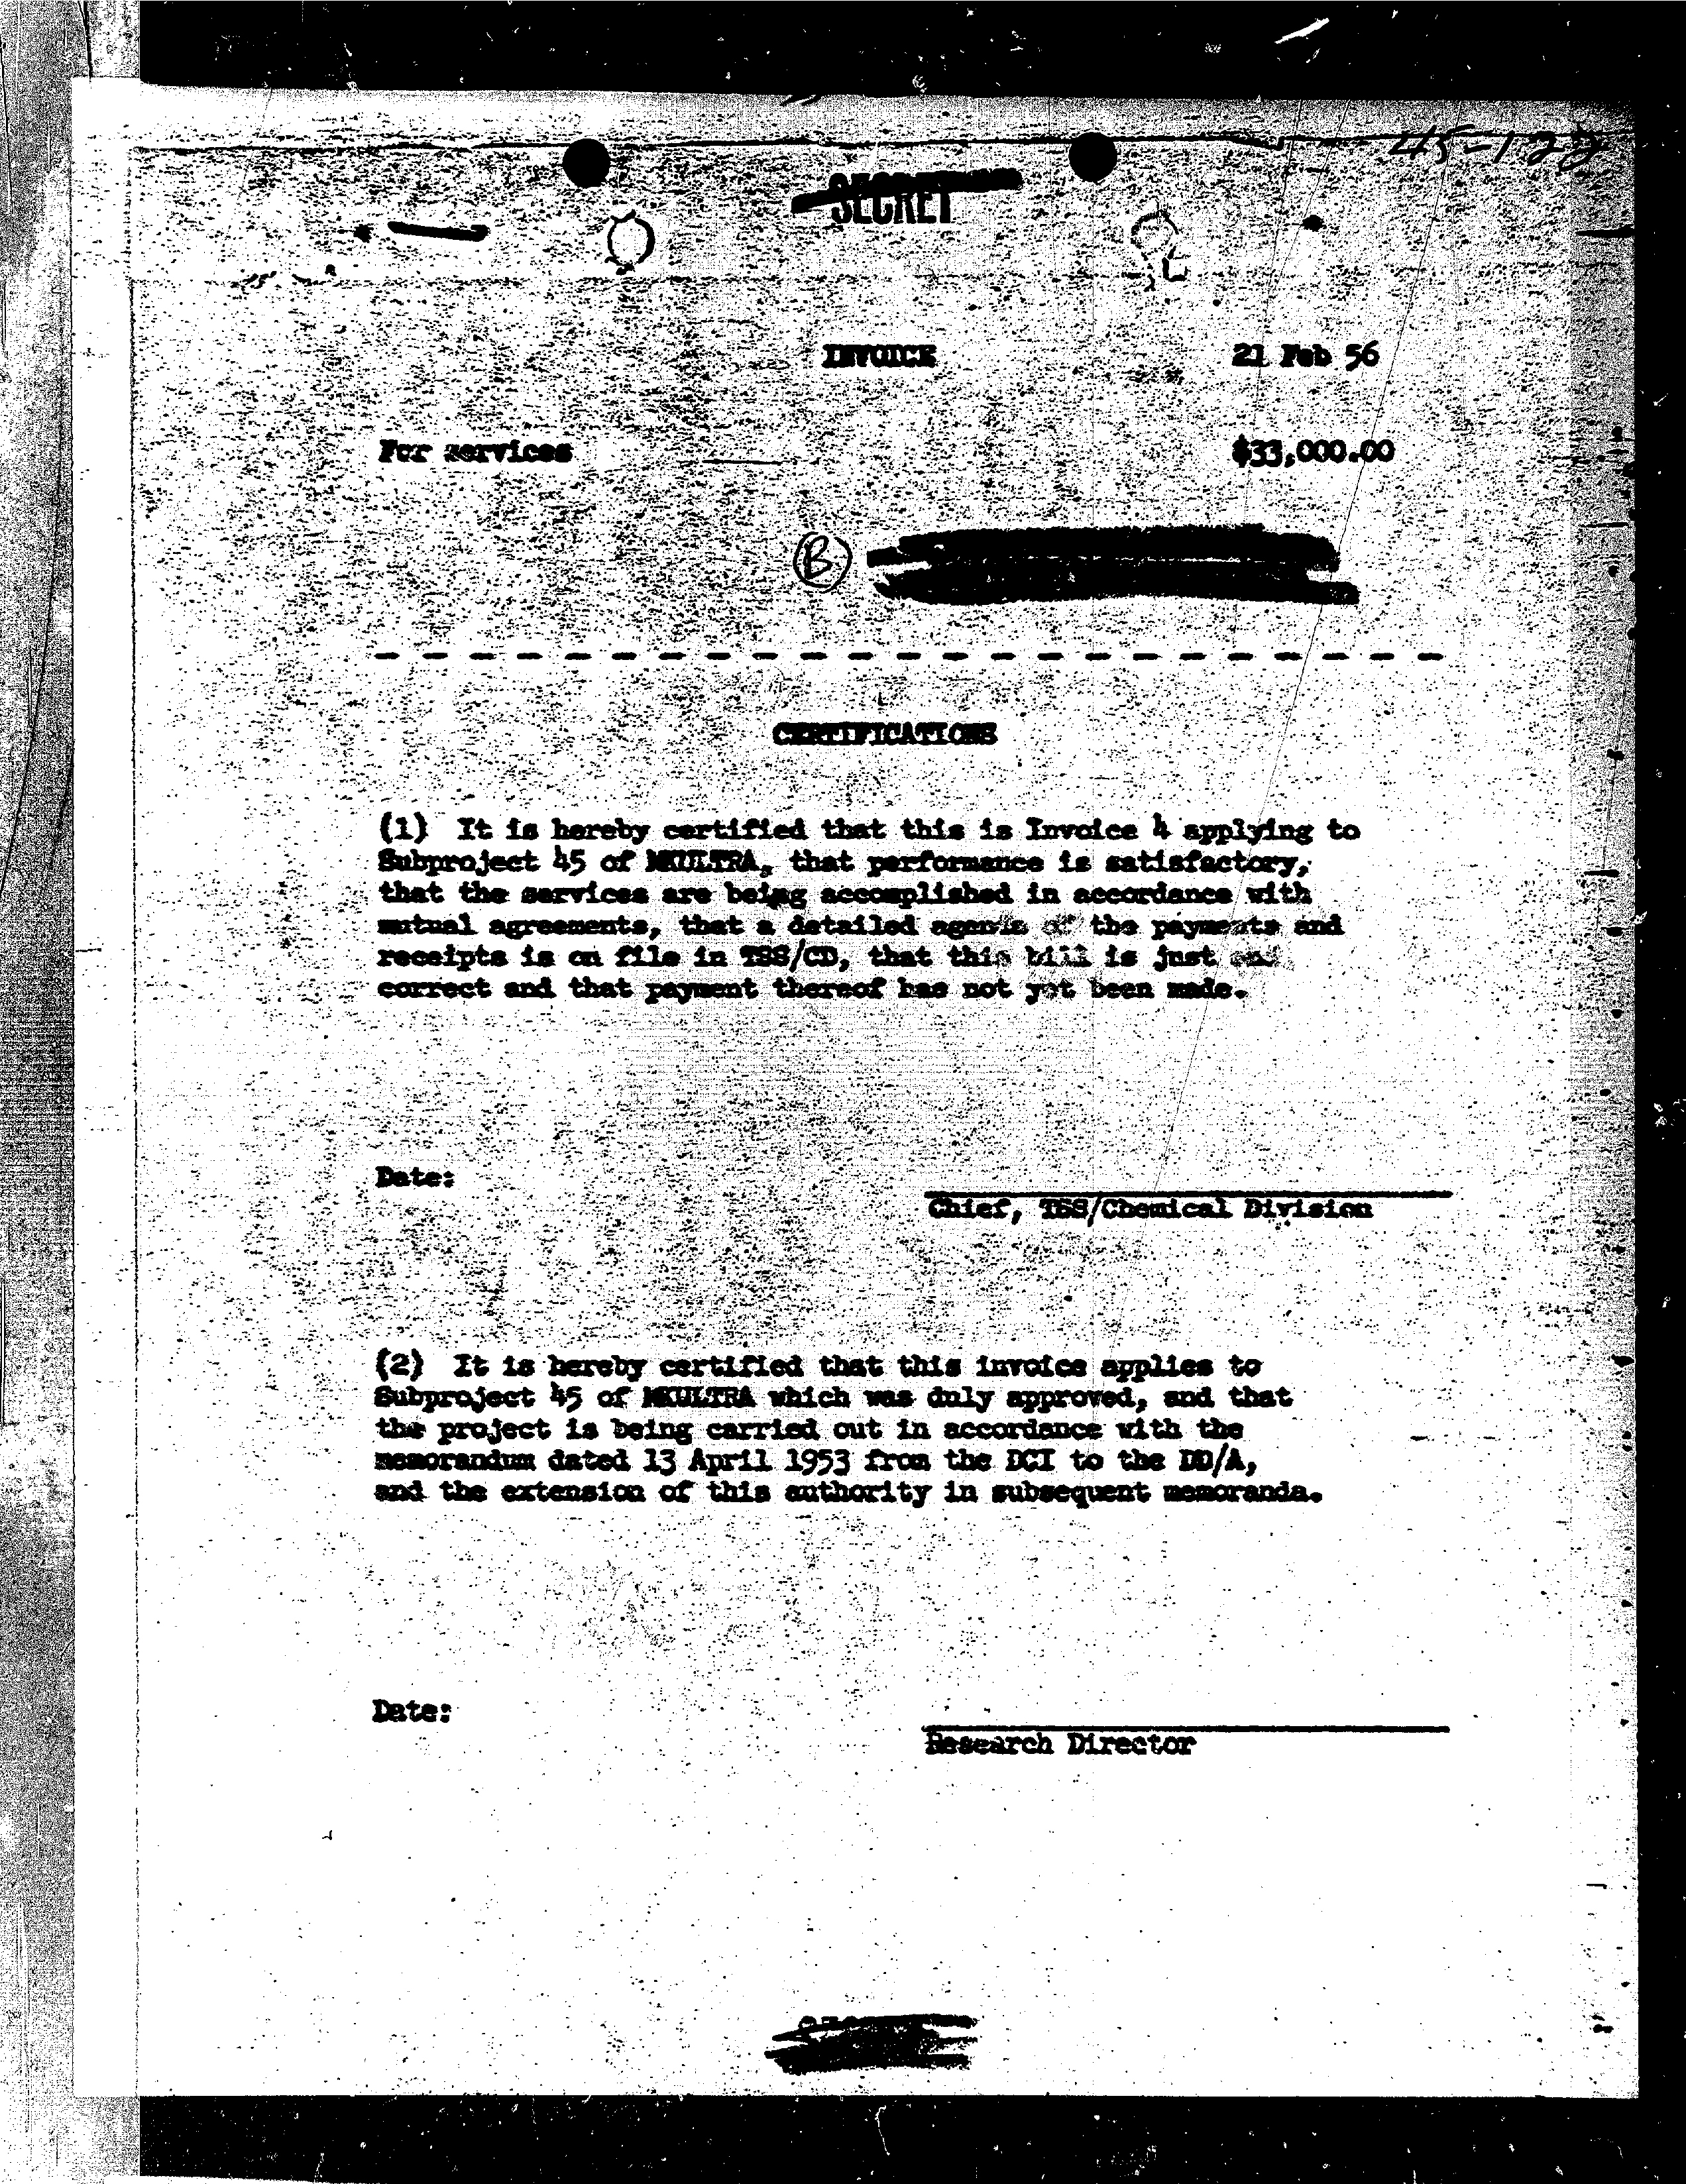 45-122
SECRET
INVOICE 21 Feb 56
For services $33,000.00
B
CERTIFICATIONS
(1) It is hereby certified that this is Invoice 4 applying to
Subproject 45 of MKULTRA, that performance is satisfactory,
that the services are being accomplished in accordance with
mutual agreements, that a detailed agenda of the payments and
receipts is on file in TSS/CD, that this bill is just and
correct and that payment thereof has not yet been made.
Date:
Chief, TSS/Chemical Division
(2) It is hereby certified that this invoice applies to
Subproject 45 of MKULTRA which was duly approved, and that
the project is being carried out in accordance with the
memorandum dated 13 April 1953 from the DCI to the DD/A,
and the extension of this authority in subsequent memoranda.
Date:
Research Director